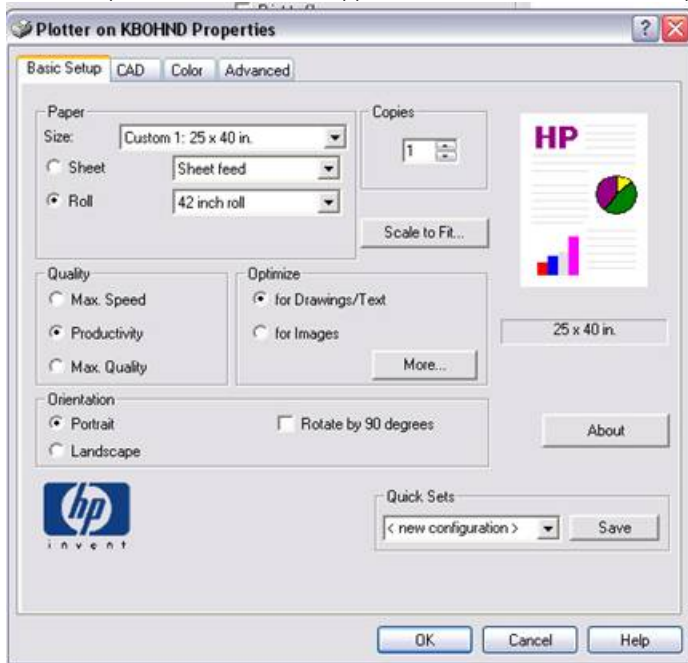 Plotter on KBOHND Properties
Basic Setup CAD Color Advanced
Paper
Size: Custom 1: 25 x 40 in.
Sheet Sheet feed
Roll 42 inch roll
Copies
1
Scale to Fit...
HP
25 x 40 in.
Quality
Max. Speed
Productivity
Max. Quality
Optimize
for Drawings/Text
for Images
More...
Orientation
Portrait Rotate by 90 degrees
Landscape
About
hp
invent
Quick Sets
< new configuration > Save
OK Cancel Help